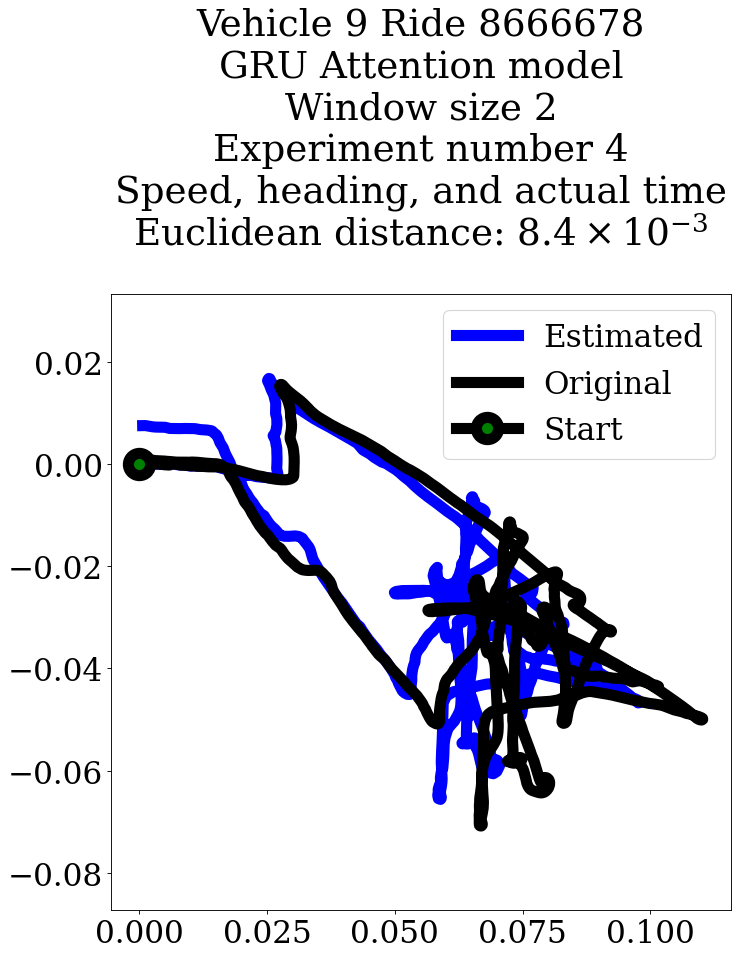 Vehicle 9 Ride 8666678
GRU Attention model
Window size 2
Experiment number 4
Speed, heading, and actual time
Euclidean distance: $8.4 \times 10^{-3}$
Estimated
Original
Start
0.02
0.00
−0.02
−0.04
−0.06
−0.08
0.000 0.025 0.050 0.075 0.100